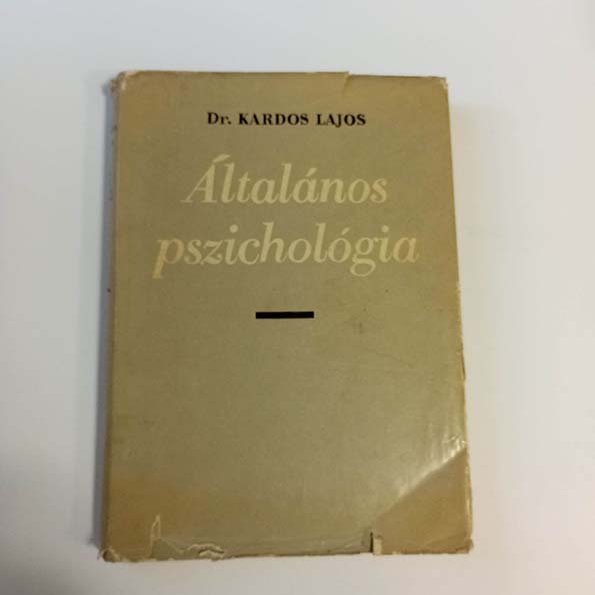 Dr. KARDOS LAJOS
Általános
pszichológia